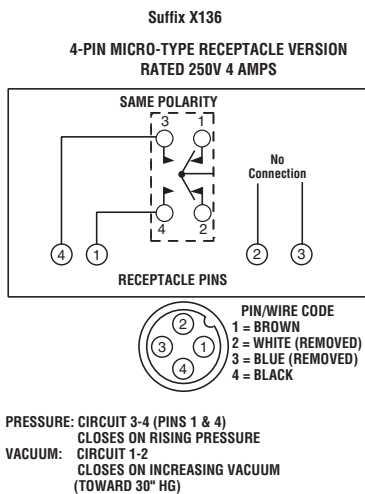 Suffix X136
4-PIN MICRO-TYPE RECEPTACLE VERSION
RATED 250V 4 AMPS
SAME POLARITY
3 1
No
Connection
4 2
4 1 2 3
RECEPTACLE PINS
PIN/WIRE CODE
1 = BROWN
2 = WHITE (REMOVED)
3 = BLUE (REMOVED)
4 = BLACK
2
3 1
4
PRESSURE: CIRCUIT 3-4 (PINS 1 & 4)
CLOSES ON RISING PRESSURE
VACUUM: CIRCUIT 1-2
CLOSES ON INCREASING VACUUM
(TOWARD 30" HG)